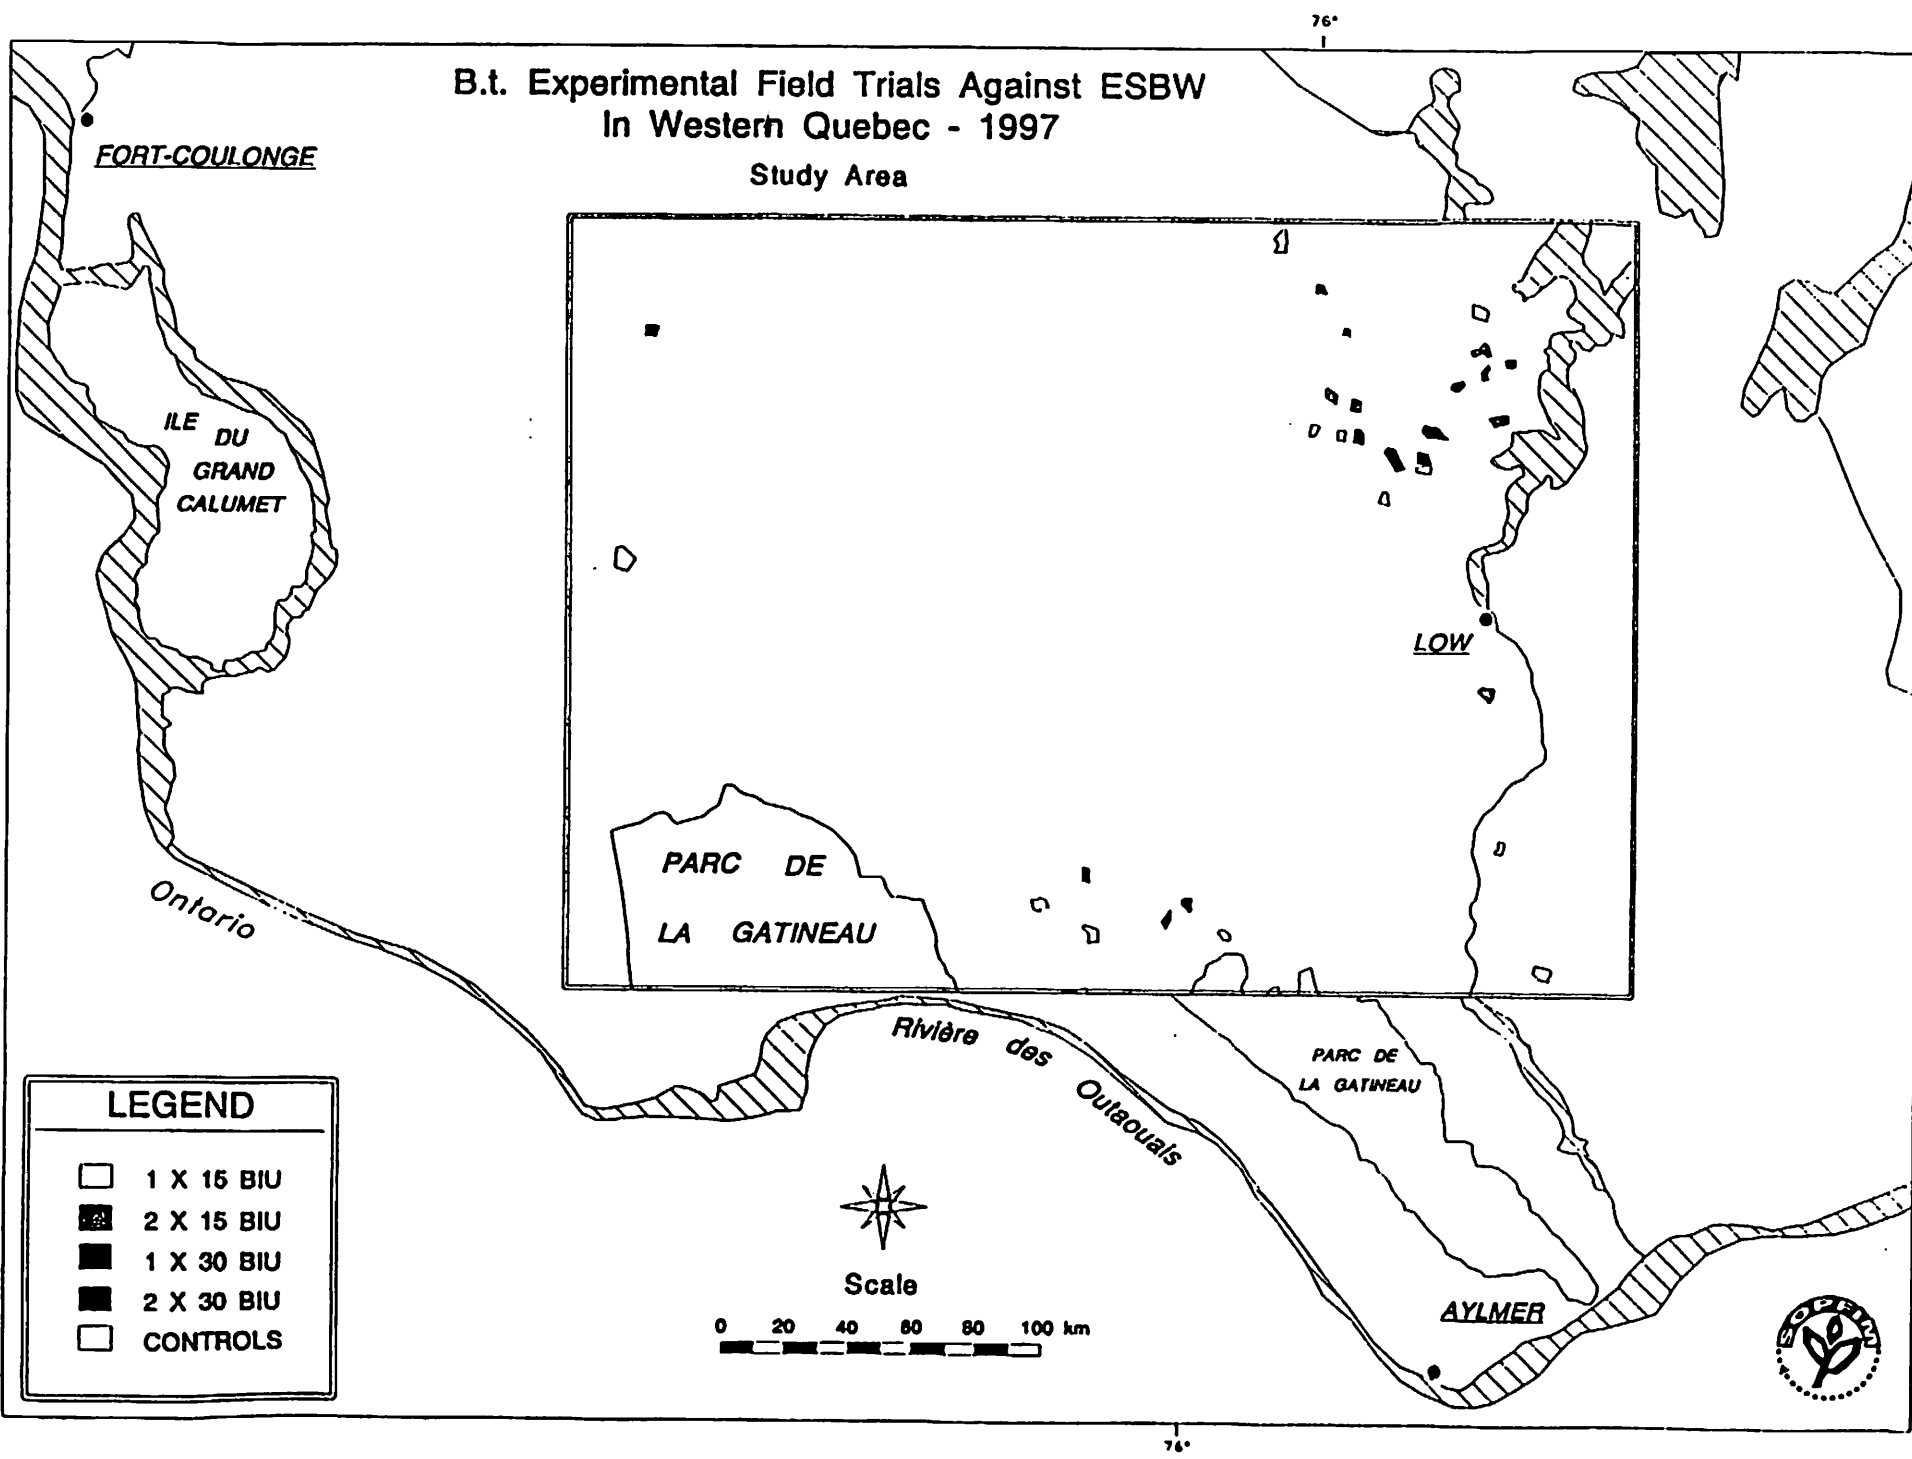 76°
B.t. Experimental Field Trials Against ESBW
In Western Quebec - 1997
Study Area
FORT-COULONGE
ILE DU
GRAND
CALUMET
LOW
PARC DE
LA GATINEAU
Ontario
Rivière des Outaouais
PARC DE
LA GATINEAU
AYLMER
LEGEND
1 X 15 BIU
2 X 15 BIU
1 X 30 BIU
2 X 30 BIU
CONTROLS
Scale
0 20 40 60 80 100 km
SOPFIM
76°